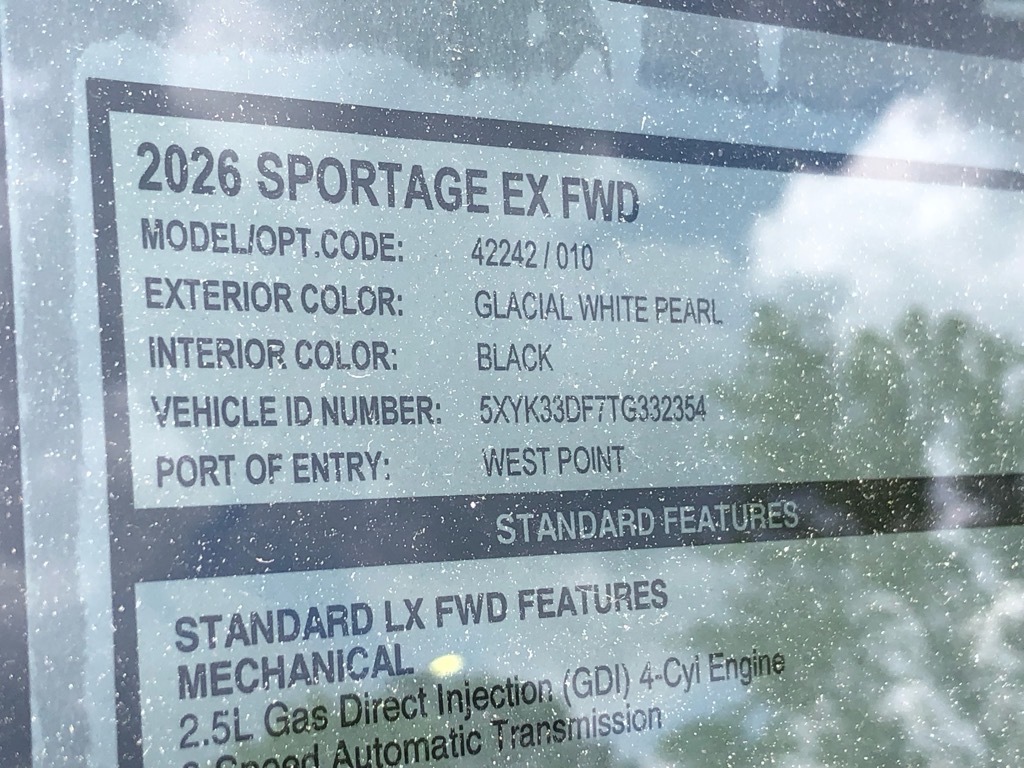 2026 SPORTAGE EX FWD
MODEL/OPT.CODE: 42242 / 010
EXTERIOR COLOR: GLACIAL WHITE PEARL
INTERIOR COLOR: BLACK
VEHICLE ID NUMBER: 5XYK33DF7TG332354
PORT OF ENTRY: WEST POINT
STANDARD FEATURES
STANDARD LX FWD FEATURES
MECHANICAL
2.5L Gas Direct Injection (GDI) 4-Cyl Engine
Speed Automatic Transmission